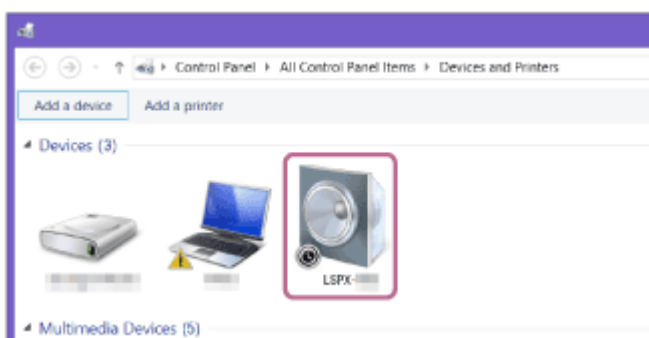 Control Panel All Control Panel Items Devices and Printers
Add a device Add a printer
Devices (3)
LSPX-
Multimedia Devices (5)